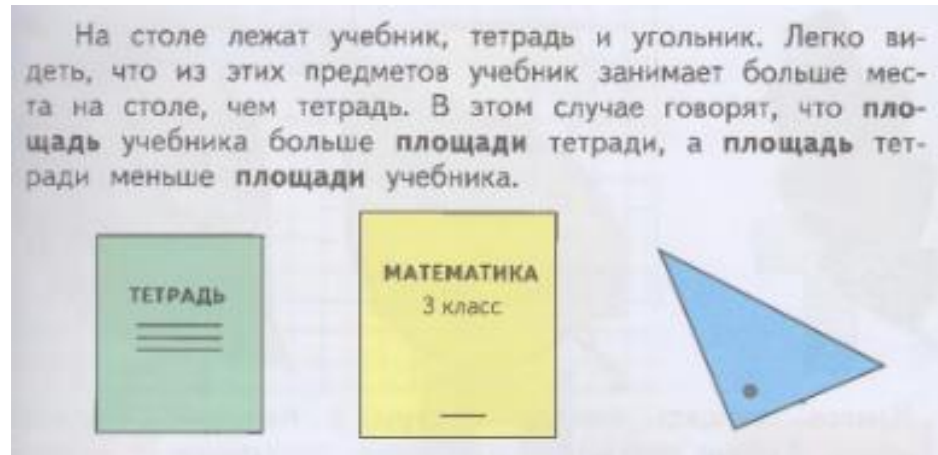 На столе лежат учебник, тетрадь и угольник. Легко ви-
деть, что из этих предметов учебник занимает больше мес-
та на столе, чем тетрадь. В этом случае говорят, что пло-
щадь учебника больше площади тетради, а площадь тет-
ради меньше площади учебника.
ТЕТРАДЬ
МАТЕМАТИКА
3 класс